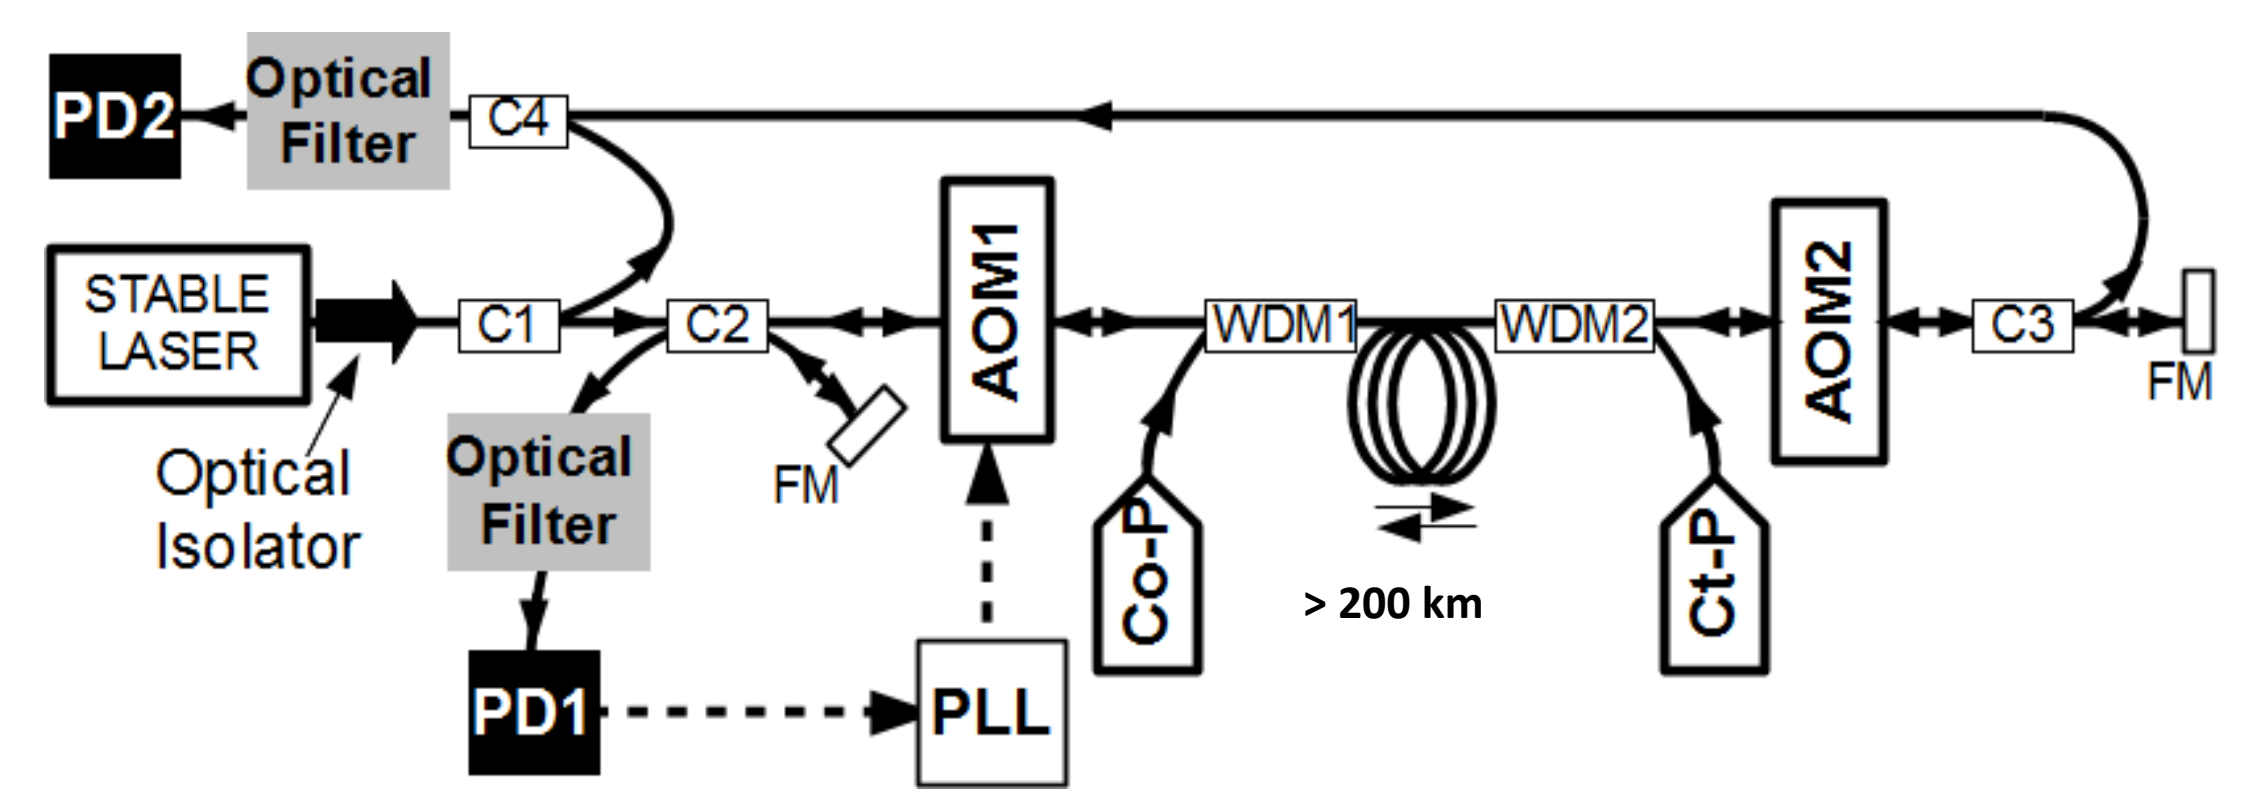 PD2
Optical
Filter
C4
STABLE
LASER
C1
C2
AOM1
WDM1
WDM2
AOM2
C3
FM
Optical
Isolator
Optical
Filter
FM
Co-P
> 200 km
Ct-P
PD1
PLL